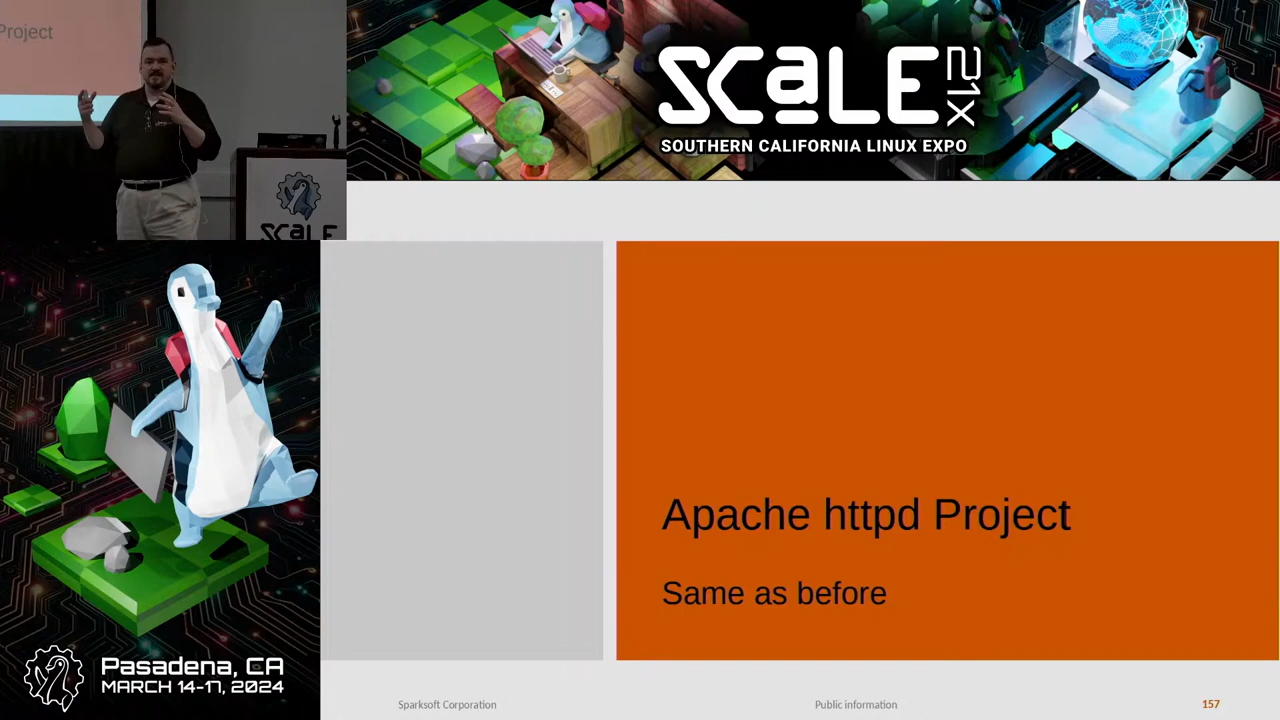 Project
SCALE 21X
SOUTHERN CALIFORNIA LINUX EXPO
SCALE
Apache httpd Project
Same as before
Pasadena, CA
MARCH 14-17, 2024
Sparksoft Corporation
Public information
157